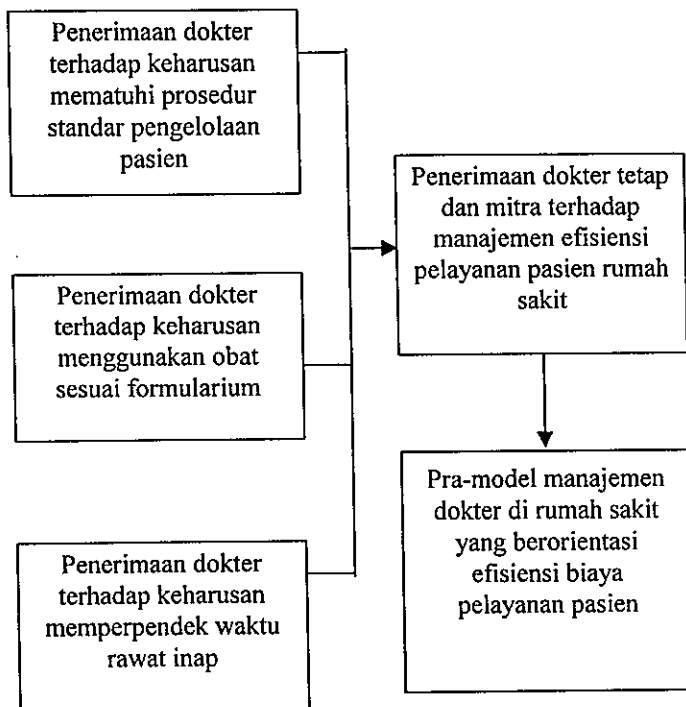 Penerimaan dokter
terhadap keharusan
mematuhi prosedur
standar pengelolaan
pasien
Penerimaan dokter
terhadap keharusan
menggunakan obat
sesuai formularium
Penerimaan dokter
terhadap keharusan
memperpendek waktu
rawat inap
Penerimaan dokter tetap
dan mitra terhadap
manajemen efisiensi
pelayanan pasien rumah
sakit
Pra-model manajemen
dokter di rumah sakit
yang berorientasi
efisiensi biaya
pelayanan pasien